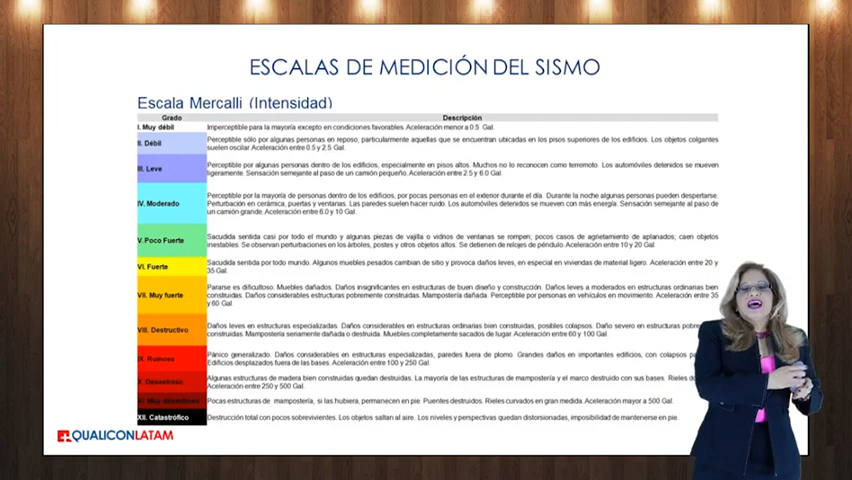 ESCALAS DE MEDICIÓN DEL SISMO
Escala Mercalli (Intensidad)
Grado Descripción
I. Muy débil Imperceptible para la mayoría excepto en condiciones favorables. Aceleración menor a 0.5 Gal.
II. Débil Perceptible sólo por algunas personas en reposo, particularmente aquellas que se encuentran ubicadas en los pisos superiores de los edificios. Los objetos colgantes
suelen oscilar. Aceleración entre 0.5 y 2.5 Gal.
III. Leve Perceptible por algunas personas dentro de los edificios, especialmente en pisos altos. Muchos no lo reconocen como terremoto. Los automóviles detenidos se mueven
ligeramente. Sensación semejante al paso de un camión pequeño. Aceleración entre 2.5 y 6.0 Gal.
IV. Moderado Perceptible por la mayoría de personas dentro de los edificios, por pocas personas en el exterior durante el día. Durante la noche algunas personas pueden despertarse.
Perturbación en cerámica, puertas y ventanas. Las paredes suelen hacer ruido. Los automóviles detenidos se mueven con más energía. Sensación semejante al paso de
un camión grande. Aceleración entre 6.0 y 10 Gal.
V. Poco Fuerte Sacudida sentida casi por todo el mundo y algunas piezas de vajilla o vidrios de ventanas se rompen; pocos casos de agrietamiento de aplanados; caen objetos
inestables. Se observan perturbaciones en los árboles, postes y otros objetos altos. Se detienen de relojes de péndulo. Aceleración entre 10 y 20 Gal.
VI. Fuerte Sacudida sentida por todo mundo. Algunos muebles pesados cambian de sitio y provoca daños leves, en especial en viviendas de material ligero. Aceleración entre 20 y
35 Gal.
VII. Muy fuerte Pararse es dificultoso. Muebles dañados. Daños insignificantes en estructuras de buen diseño y construcción. Daños leves a moderados en estructuras ordinarias bien
construidas. Daños considerables estructuras pobremente construidas. Mampostería dañada. Perceptible por personas en vehículos en movimiento. Aceleración entre 35
y 60 Gal.
VIII. Destructivo Daños leves en estructuras especializadas. Daños considerables en estructuras ordinarias bien construidas, posibles colapsos. Daño severo en estructuras
construidas. Mampostería seriamente dañada o destruida. Muebles completamente sacados de lugar. Aceleración entre 60 y 100 Gal.
IX. Ruinoso Pánico generalizado. Daños considerables en estructuras especializadas, paredes fuera de plomo. Grandes daños en importantes edificios, con colapsos
Edificios desplazados fuera de las bases. Aceleración entre 100 y 250 Gal.
X. Desastroso Algunas estructuras de madera bien construidas quedan destruidas. La mayoría de las estructuras de mampostería y el marco destruido con sus bases. Rieles
Aceleración entre 250 y 500 Gal.
XI. Muy desastroso Pocas estructuras de mampostería, si las hubiera, permanecen en pie. Puentes destruidos. Rieles curvados en gran medida. Aceleración mayor a 500 Gal.
XII. Catastrófico Destrucción total con pocos sobrevivientes. Los objetos saltan al aire. Los niveles y perspectivas quedan distorsionados, imposibilidad de mantenerse en pie.
QUALICONLATAM